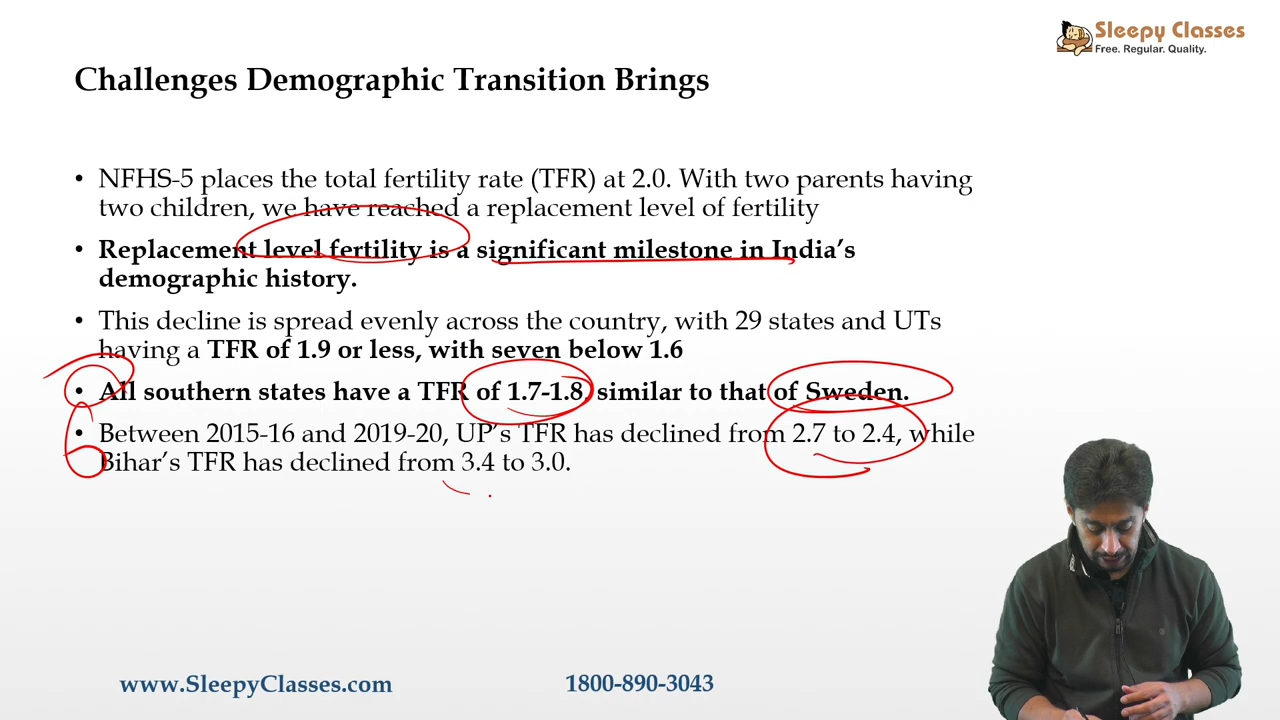 Sleepy Classes
Free. Regular. Quality.
Challenges Demographic Transition Brings
• NFHS-5 places the total fertility rate (TFR) at 2.0. With two parents having
two children, we have reached a replacement level of fertility
• Replacement level fertility is a significant milestone in India's
demographic history.
• This decline is spread evenly across the country, with 29 states and UTs
having a TFR of 1.9 or less, with seven below 1.6
• All southern states have a TFR of 1.7-1.8, similar to that of Sweden.
• Between 2015-16 and 2019-20, UP's TFR has declined from 2.7 to 2.4, while
Bihar's TFR has declined from 3.4 to 3.0.
www.SleepyClasses.com
1800-890-3043